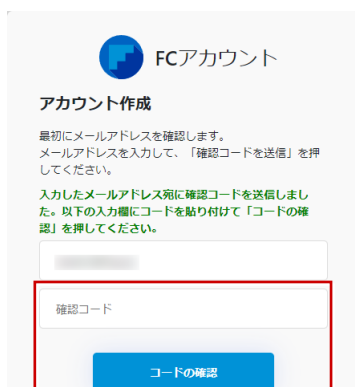 FCアカウント
アカウント作成
最初にメールアドレスを確認します。
メールアドレスを入力して、「確認コードを送信」を押
してください。
入力したメールアドレス宛に確認コードを送信しまし
た。以下の入力欄にコードを貼り付けて「コードの確
認」を押してください。
確認コード
コードの確認